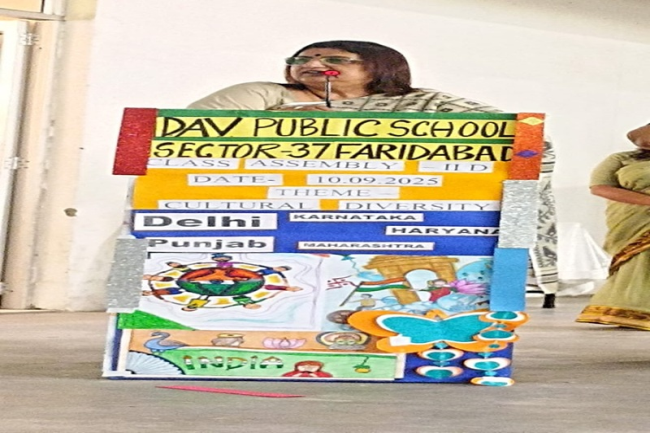 DAV PUBLIC SCHOOL
SECTOR-37 FARIDABAD
CLASS ASSEMBLY - II D
DATE- 10.09.2025
THEME -
CULTURAL DIVERSITY
Delhi KARNATAKA
HARYANA
Punjab MAHARASHTRA
INDIA